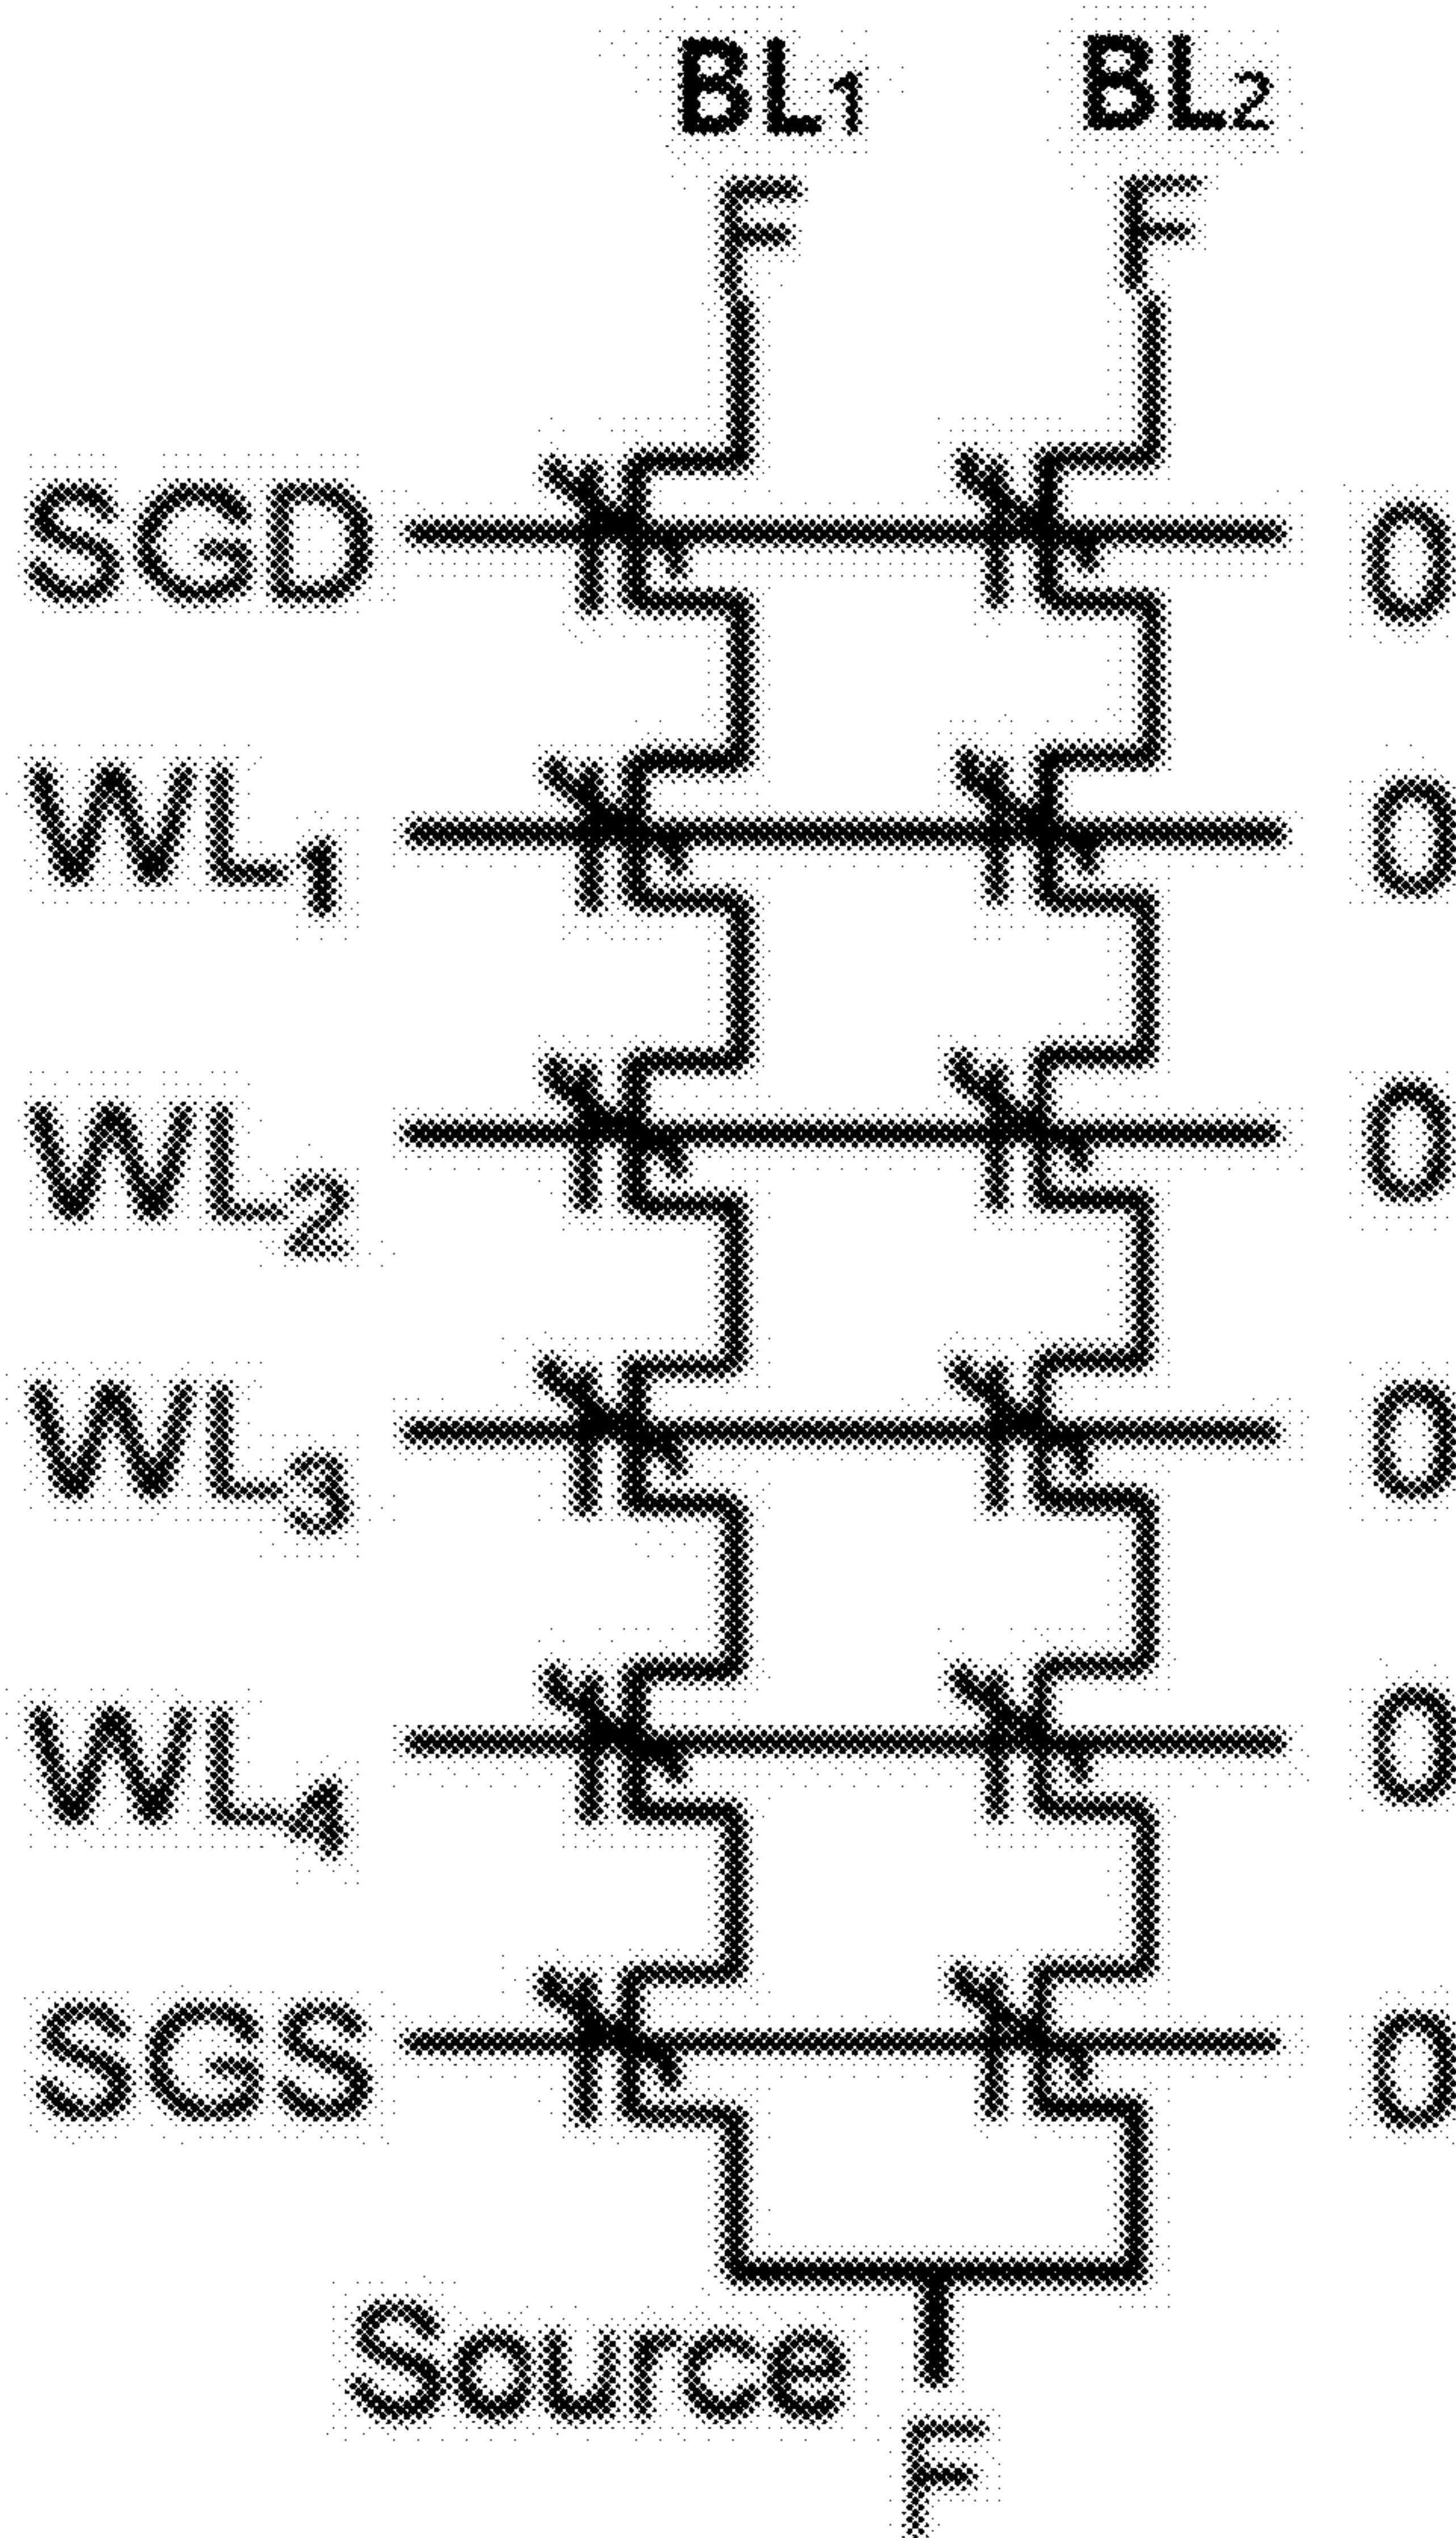 BL₁ BL₂
F F
SGD 0
WL₁ 0
WL₂ 0
WL₃ 0
WL₄ 0
SGS 0
Source
F